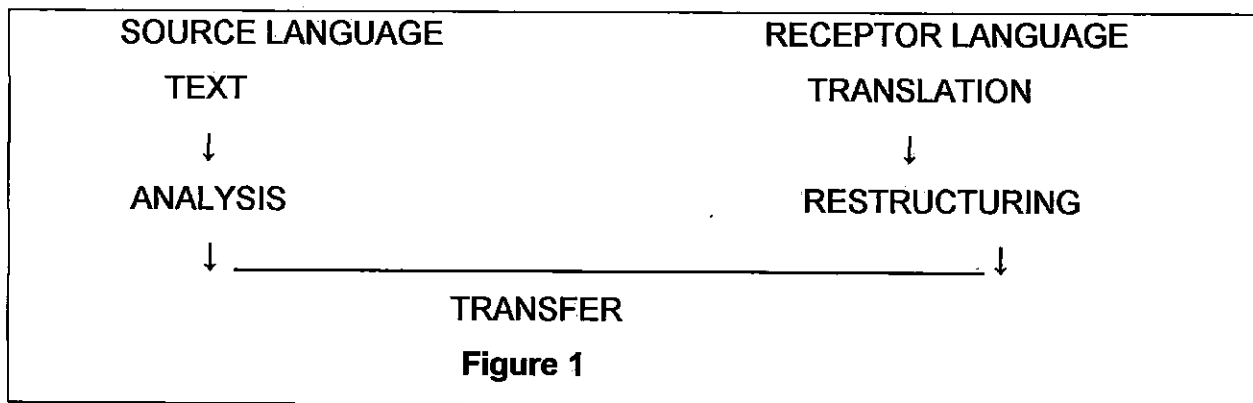 SOURCE LANGUAGE RECEPTOR LANGUAGE
TEXT TRANSLATION
↓ ↓
ANALYSIS RESTRUCTURING
↓ ↓
TRANSFER
Figure 1